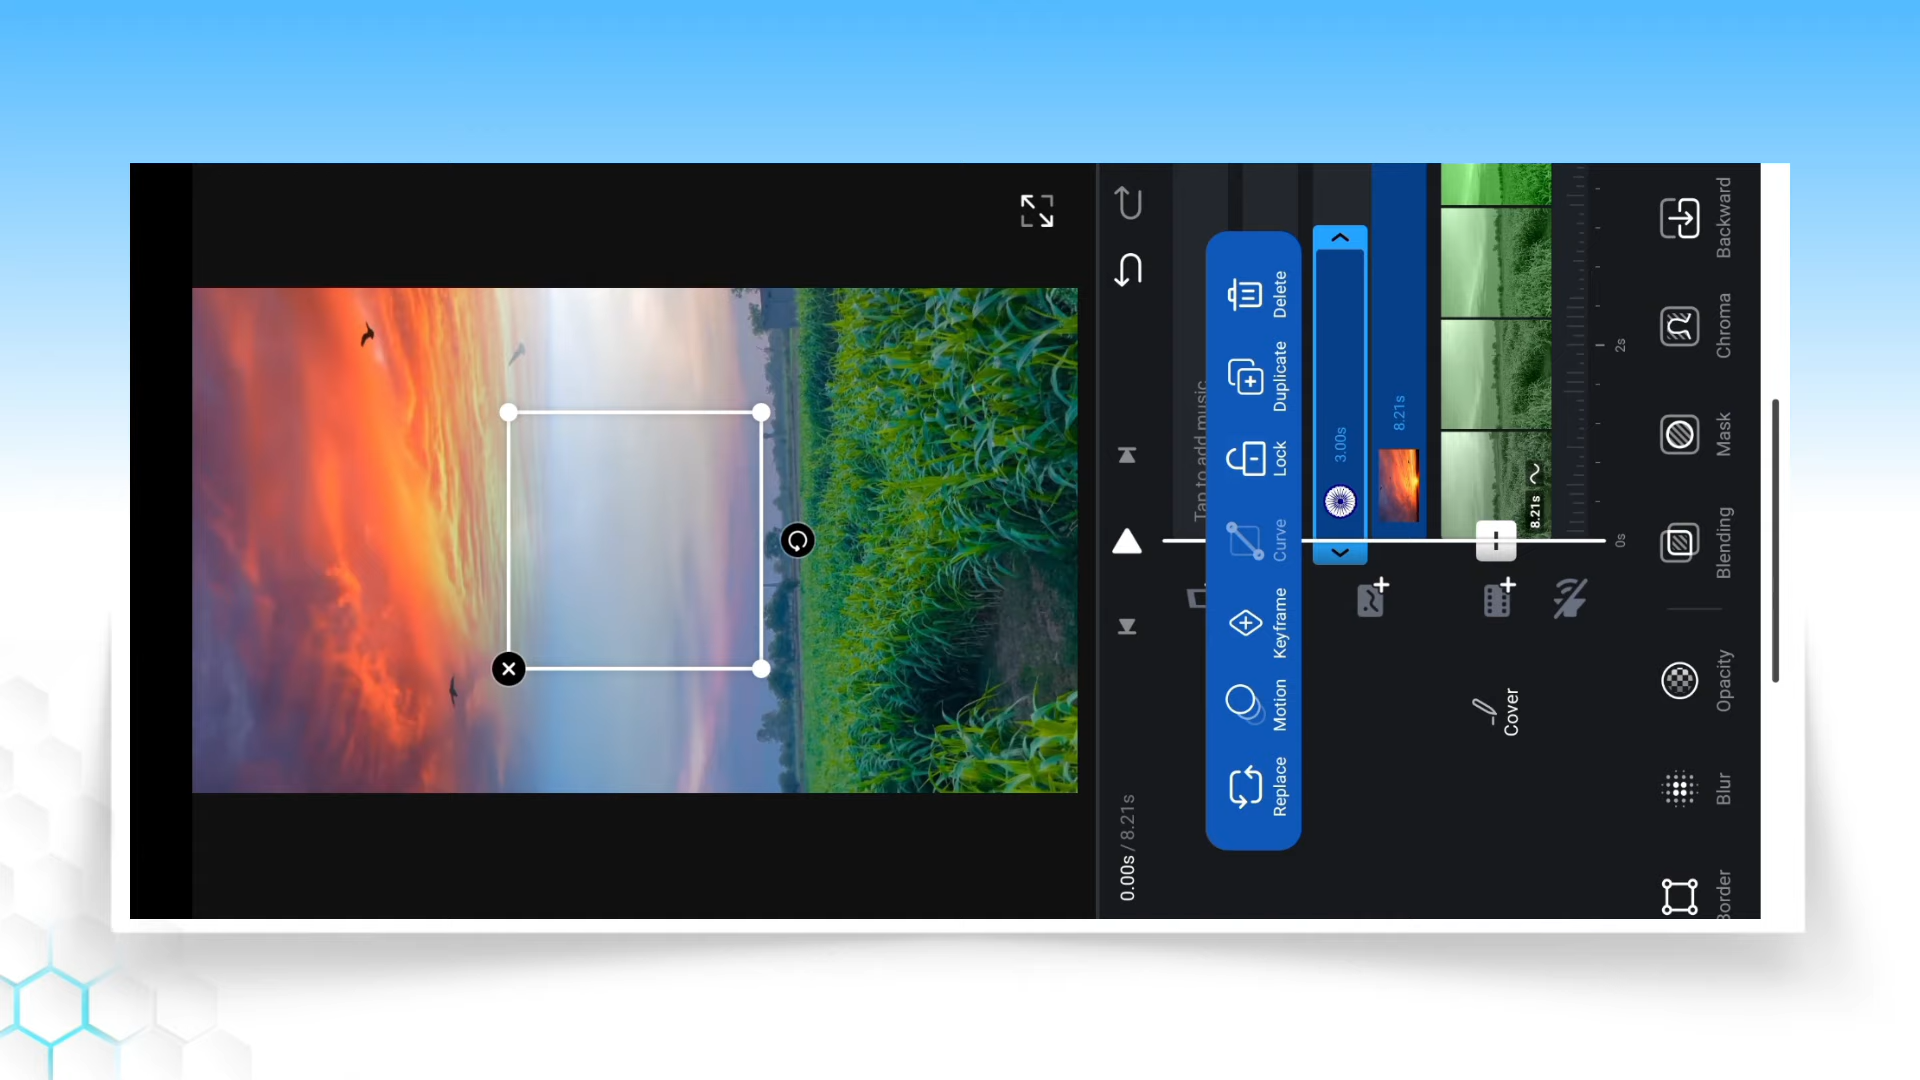 0.00s / 8.21s
Tap to add music
Replace
Motion
Keyframe
Curve
Lock
Duplicate
Delete
3.00s
8.21s
Cover
8.21s
0s
2s
Border
Blur
Opacity
Blending
Mask
Chroma
Backward